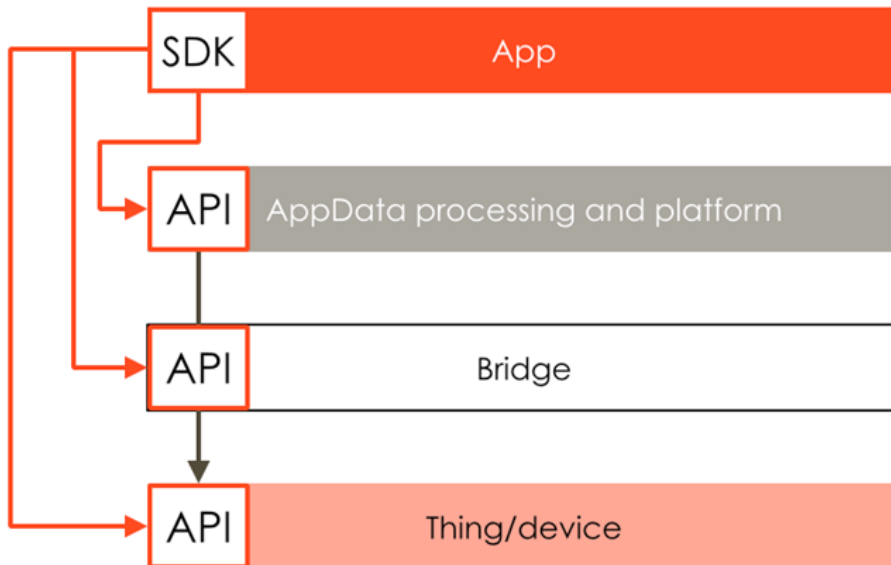 SDK App
API AppData processing and platform
API Bridge
API Thing/device